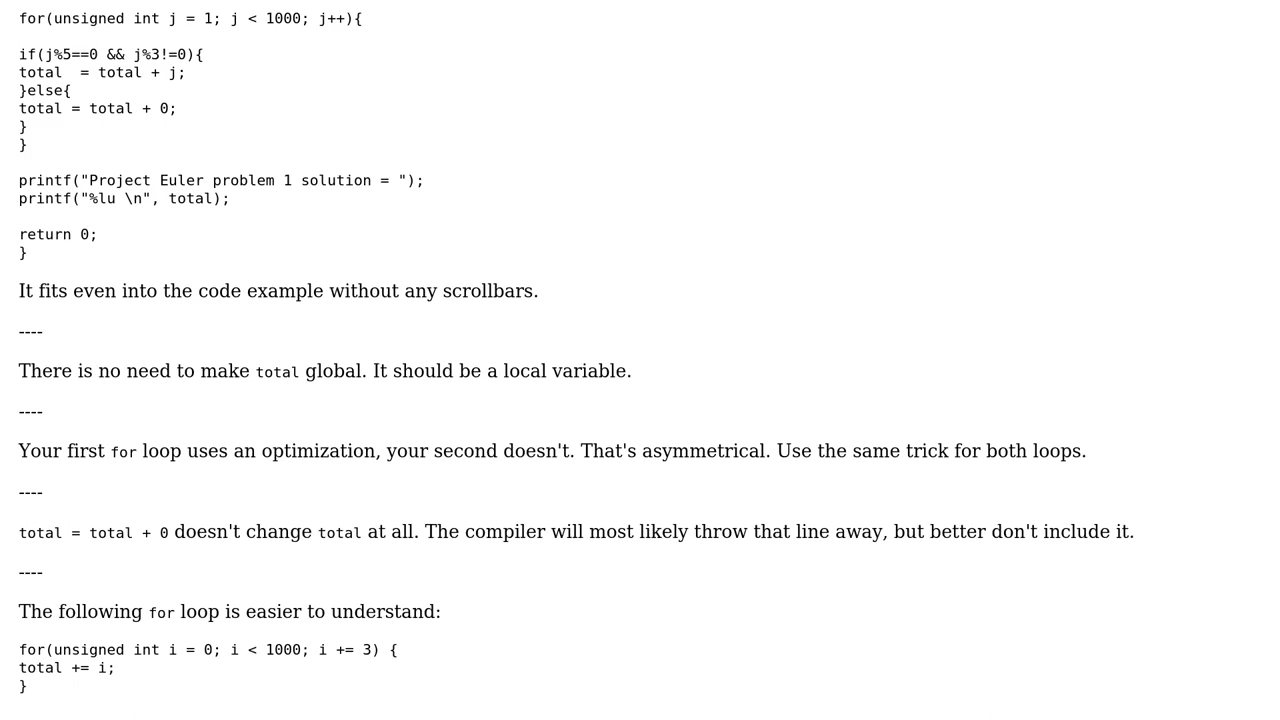 for(unsigned int j = 1; j < 1000; j++){
if(j%5==0 && j%3!=0){
total  = total + j;
}else{
total = total + 0;
}
}
printf("Project Euler problem 1 solution = ");
printf("%lu \n", total);
return 0;
}
It fits even into the code example without any scrollbars.
----
There is no need to make total global. It should be a local variable.
----
Your first for loop uses an optimization, your second doesn't. That's asymmetrical. Use the same trick for both loops.
----
total = total + 0 doesn't change total at all. The compiler will most likely throw that line away, but better don't include it.
----
The following for loop is easier to understand:
for(unsigned int i = 0; i < 1000; i += 3) {
total += i;
}